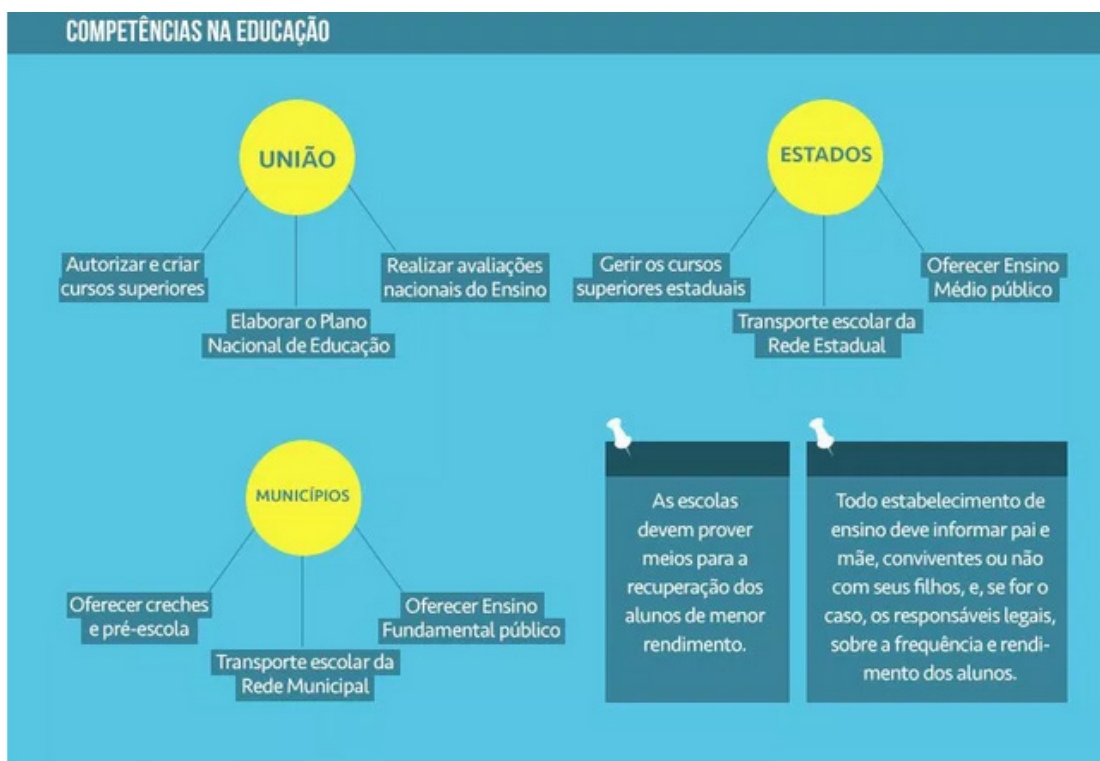 COMPETÊNCIAS NA EDUCAÇÃO
UNIÃO
Autorizar e criar
cursos superiores
Elaborar o Plano
Nacional de Educação
Realizar avaliações
nacionais do Ensino
ESTADOS
Gerir os cursos
superiores estaduais
Transporte escolar da
Rede Estadual
Oferecer Ensino
Médio público
MUNICÍPIOS
Oferecer creches
e pré-escola
Transporte escolar da
Rede Municipal
Oferecer Ensino
Fundamental público
As escolas
devem prover
meios para a
recuperação dos
alunos de menor
rendimento.
Todo estabelecimento de
ensino deve informar pai e
mãe, conviventes ou não
com seus filhos, e, se for o
caso, os responsáveis legais,
sobre a frequência e rendi-
mento dos alunos.